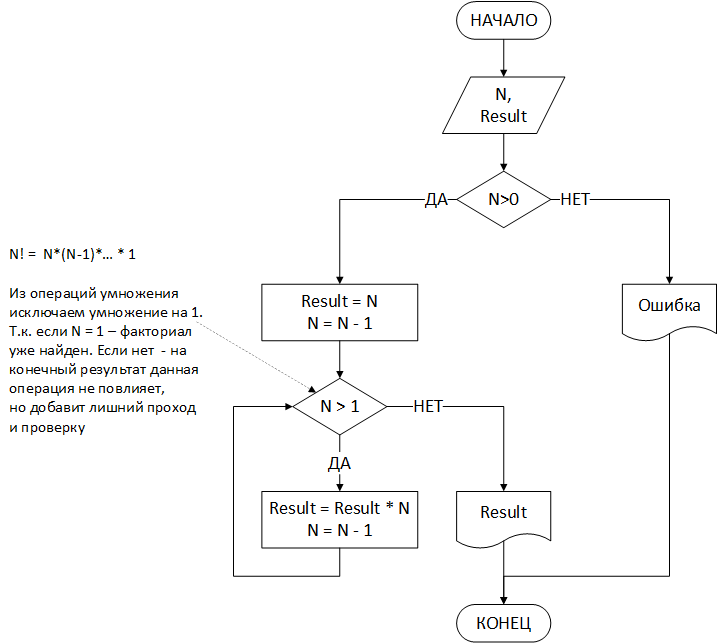 НАЧАЛО
N,
Result
N>0
ДА
НЕТ
N! = N*(N-1)*... * 1
Из операций умножения
исключаем умножение на 1.
Т.к. если N = 1 – факториал
уже найден. Если нет - на
конечный результат данная
операция не повлияет,
но добавит лишний проход
и проверку
Result = N
N = N - 1
Ошибка
N > 1
НЕТ
ДА
Result = Result * N
N = N - 1
Result
КОНЕЦ